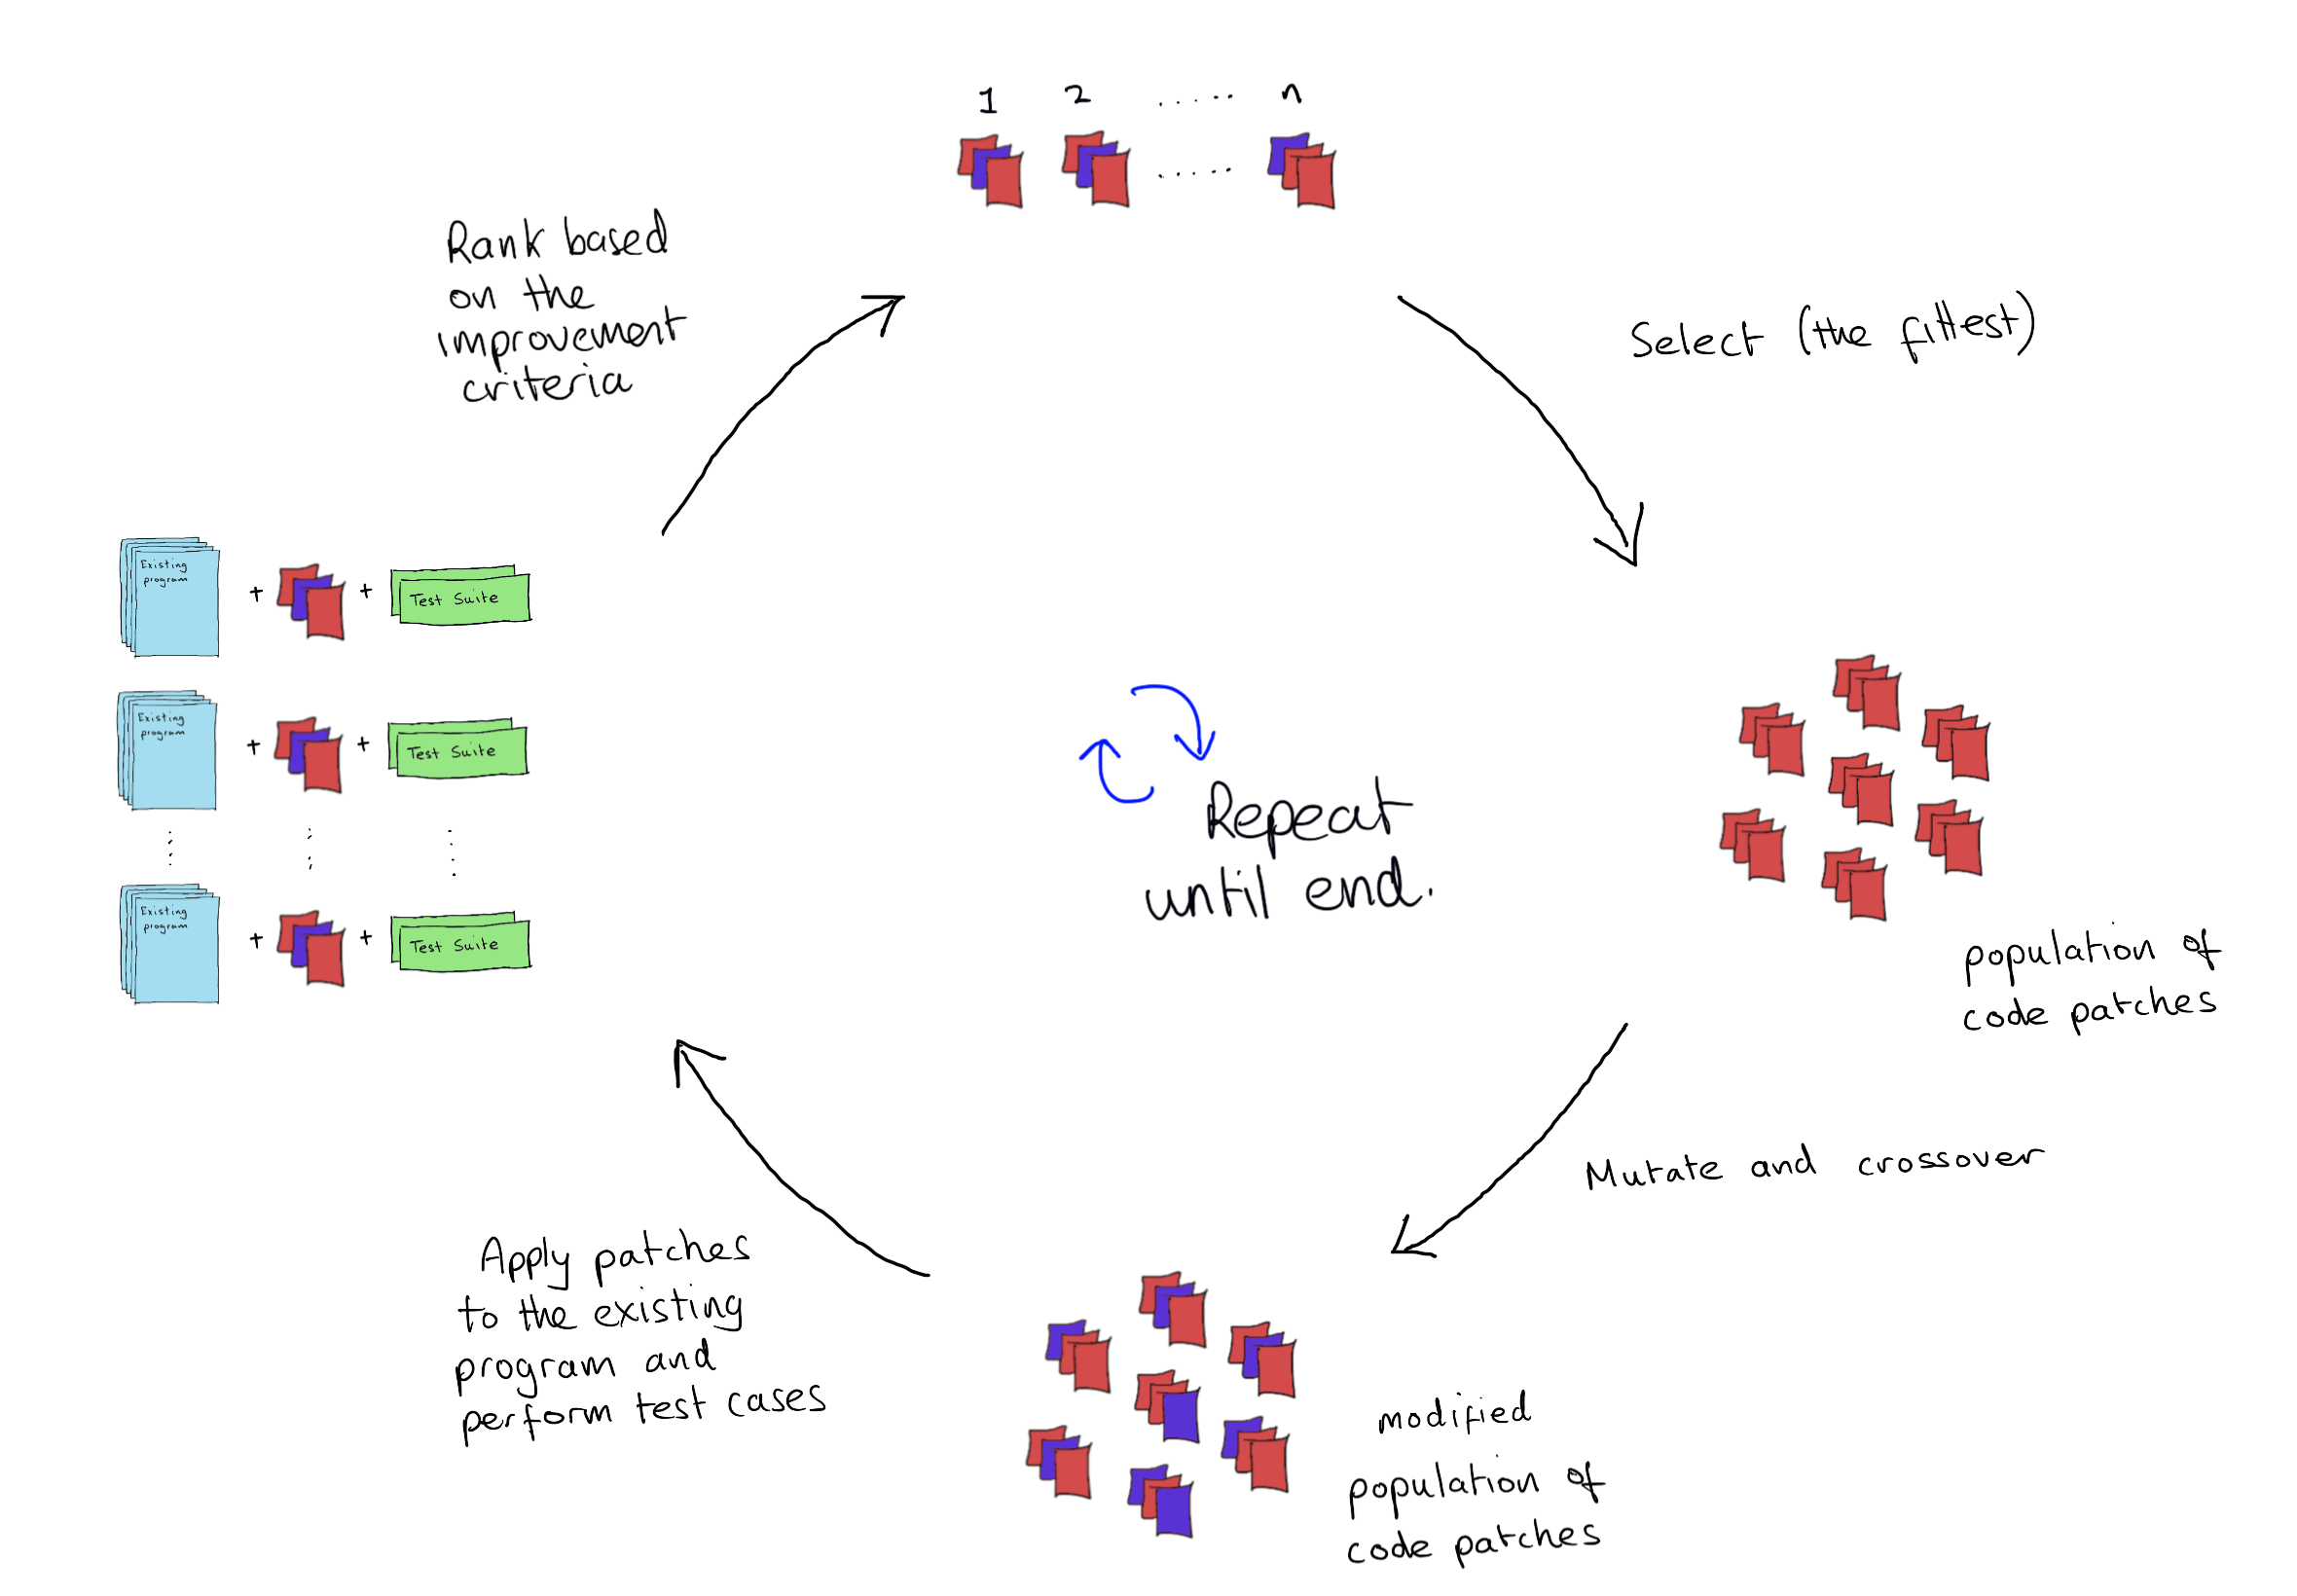 1 2 ..... n
.....
Rank based
on the
improvement
criteria
Select (the fittest)
Existing
program
+ + Test Suite
Existing
program
+ + Test Suite
Existing
program
+ + Test Suite
Repeat
until end.
population of
code patches
Mutate and crossover
Apply patches
to the existing
program and
perform test cases
modified
population of
code patches